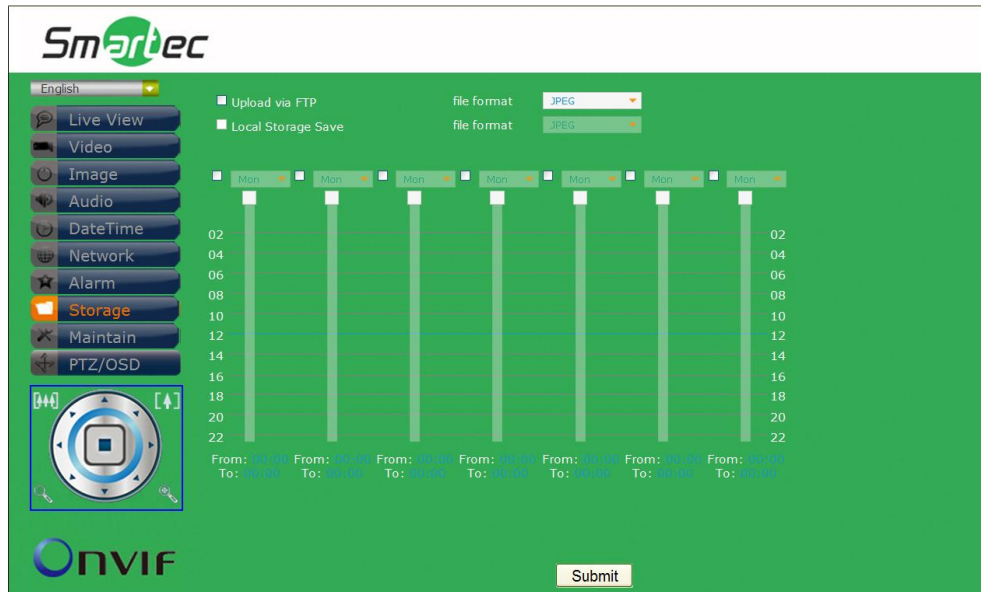 Smartec
English
Live View
Video
Image
Audio
DateTime
Network
Alarm
Storage
Maintain
PTZ/OSD
Upload via FTP file format JPEG
Local Storage Save file format JPEG
Mon Mon Mon Mon Mon Mon Mon
02 02
04 04
06 06
08 08
10 10
12 12
14 14
16 16
18 18
20 20
22 22
From: 00:00 From: 00:00 From: 00:00 From: 00:00 From: 00:00 From: 00:00 From: 00:00
To: 00:00 To: 00:00 To: 00:00 To: 00:00 To: 00:00 To: 00:00 To: 00:00
ONVIF
Submit